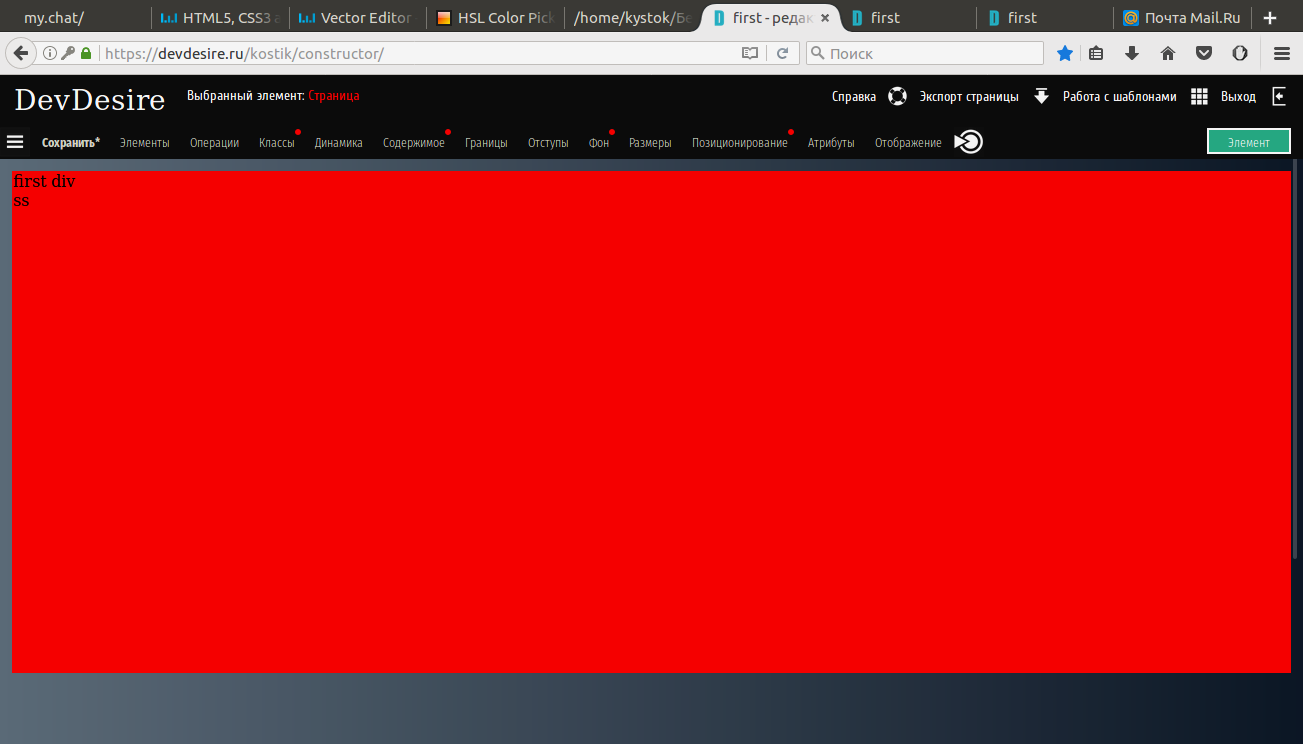 my.chat/ HTML5, CSS3 Vector Editor HSL Color Pick /home/kystok/Бе first - редак first first Почта Mail.Ru
https://devdesire.ru/kostik/constructor/ Поиск
DevDesire Выбранный элемент: Страница Справка Экспорт страницы Работа с шаблонами Выход
Сохранить* Элементы Операции Классы Динамика Содержимое Границы Отступы Фон Размеры Позиционирование Атрибуты Отображение Элемент
first div
ss